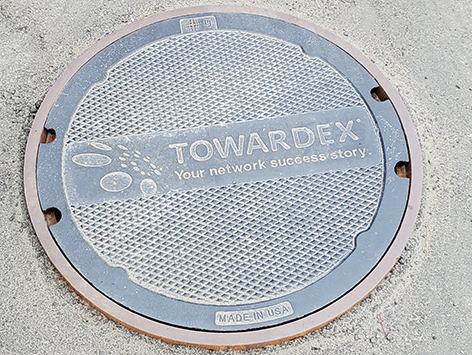 TOWARDEX
Your network success story.
MADE IN USA